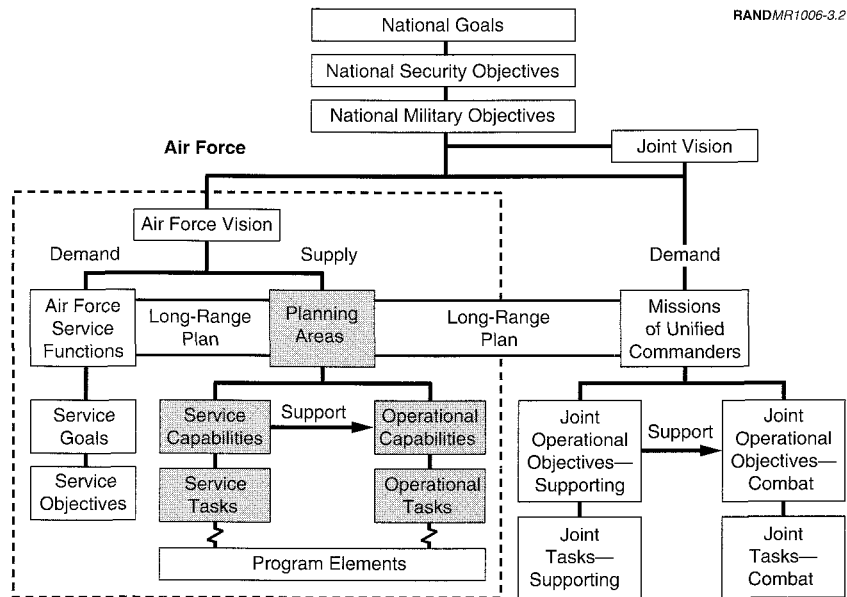 RANDMR1006-3.2
National Goals
National Security Objectives
National Military Objectives
Air Force
Joint Vision
Air Force Vision
Demand
Supply
Demand
Air Force
Service
Functions
Long-Range
Plan
Planning
Areas
Long-Range
Plan
Missions
of Unified
Commanders
Service
Goals
Service
Capabilities
Support
Operational
Capabilities
Joint
Operational
Objectives—
Supporting
Support
Joint
Operational
Objectives—
Combat
Service
Objectives
Service
Tasks
Operational
Tasks
Joint
Tasks—
Supporting
Joint
Tasks—
Combat
Program Elements